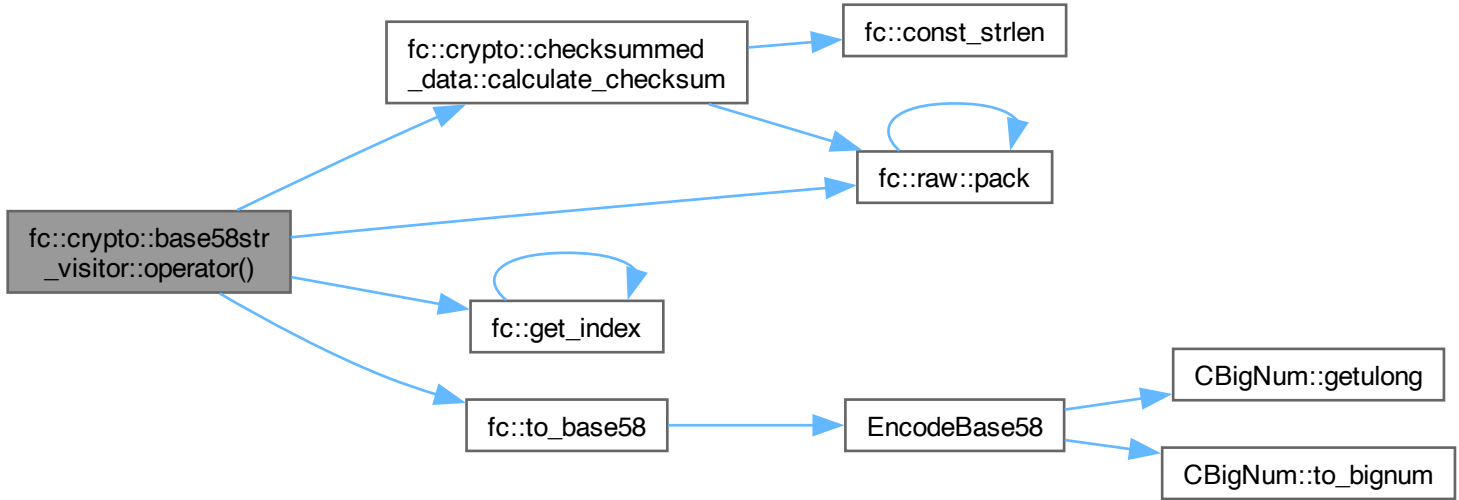 fc::crypto::base58str
_visitor::operator()
fc::crypto::checksummed
_data::calculate_checksum
fc::const_strlen
fc::raw::pack
fc::get_index
fc::to_base58
EncodeBase58
CBigNum::getulong
CBigNum::to_bignum